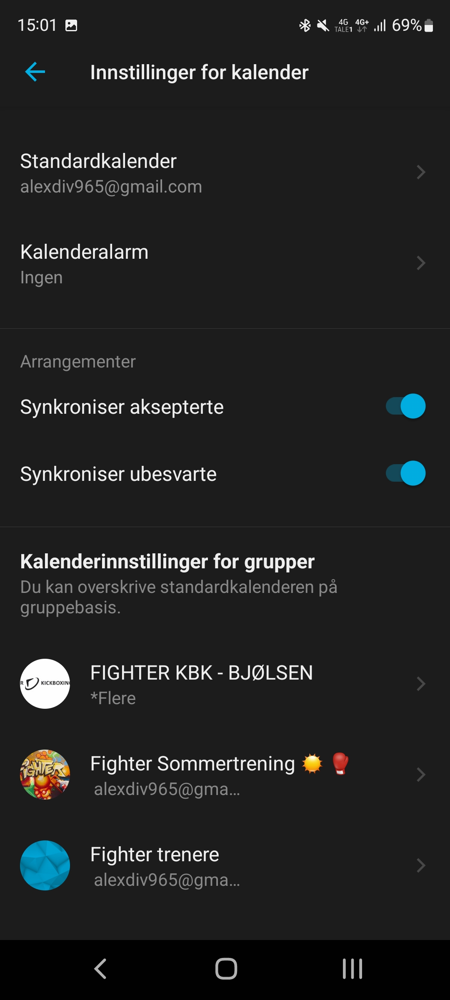 15:01
4G TALE1 4G+ 69%
Innstillinger for kalender
Standardkalender
alexdiv965@gmail.com
Kalenderalarm
Ingen
Arrangementer
Synkroniser aksepterte
Synkroniser ubesvarte
Kalenderinnstillinger for grupper
Du kan overskrive standardkalenderen på
gruppebasis.
R KICKBOXING
FIGHTER KBK - BJØLSEN
*Flere
FIGHTER
Fighter Sommertrening ☀️ 🥊
alexdiv965@gma...
Fighter trenere
alexdiv965@gma...